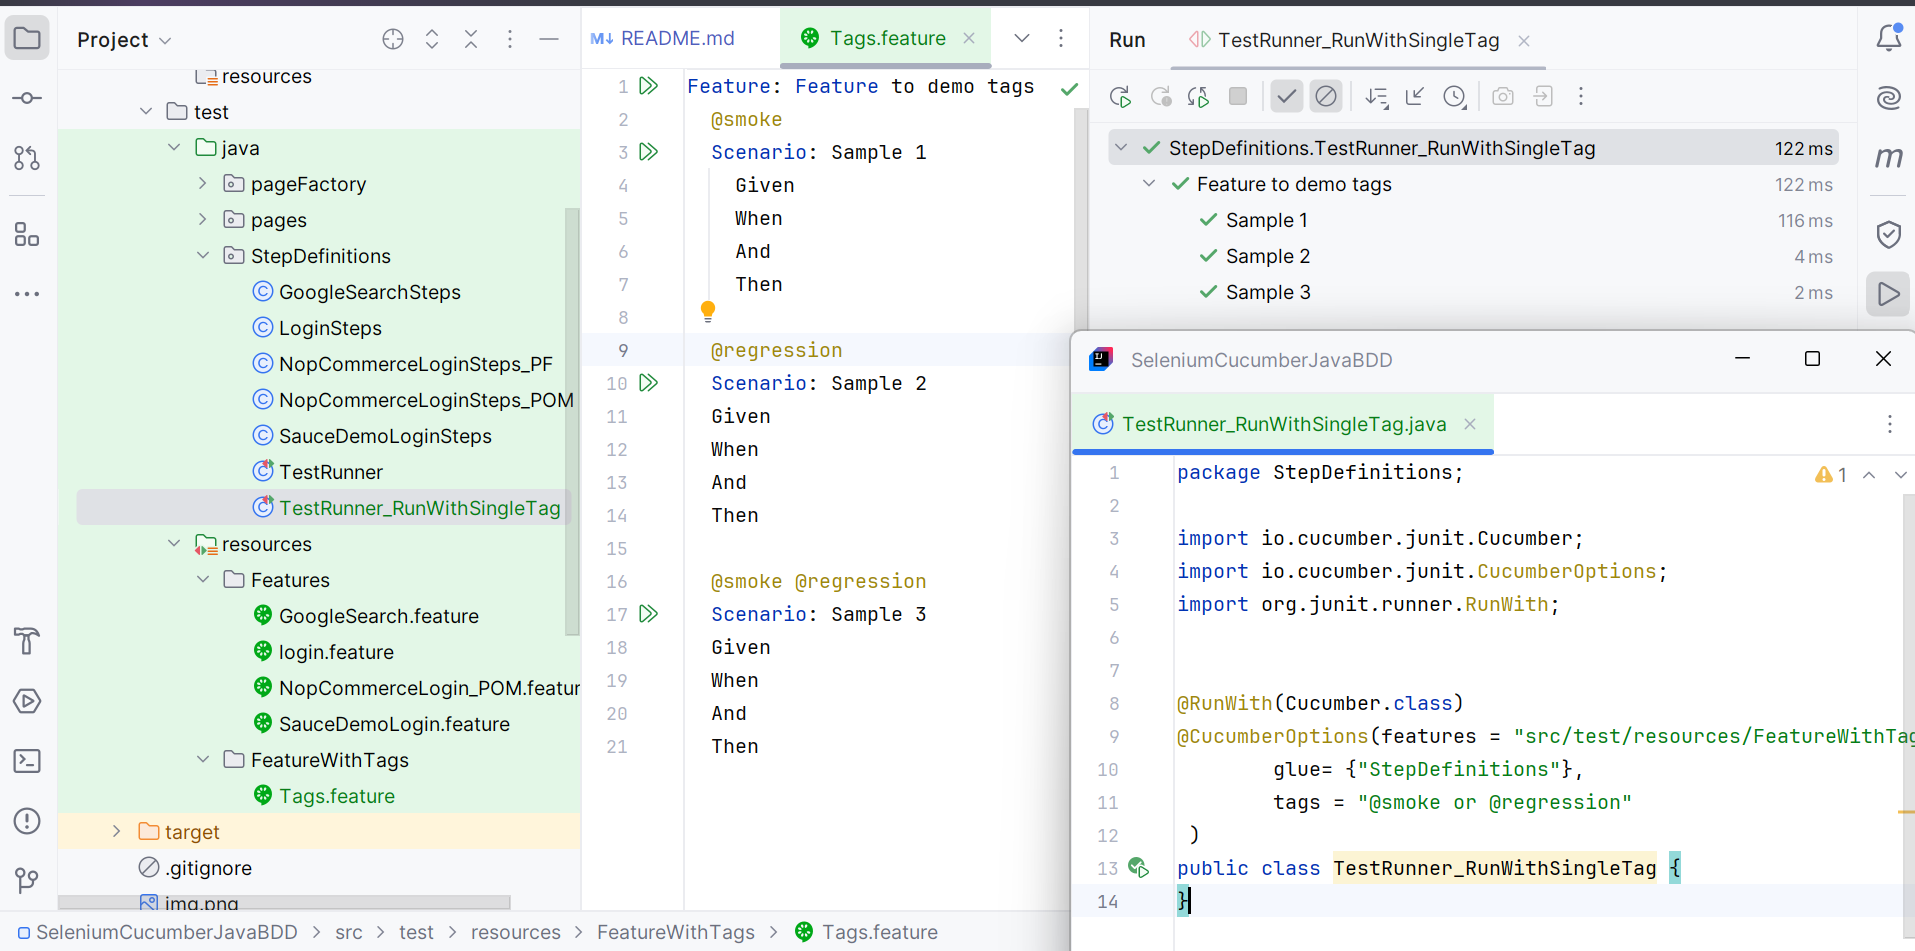 Project
resources
test
java
pageFactory
pages
StepDefinitions
GoogleSearchSteps
LoginSteps
NopCommerceLoginSteps_PF
NopCommerceLoginSteps_POM
SauceDemoLoginSteps
TestRunner
TestRunner_RunWithSingleTag
resources
Features
GoogleSearch.feature
login.feature
NopCommerceLogin_POM.featur
SauceDemoLogin.feature
FeatureWithTags
Tags.feature
target
.gitignore
img.png
M↓ README.md
Tags.feature
1 Feature: Feature to demo tags
2 @smoke
3 Scenario: Sample 1
4 Given
5 When
6 And
7 Then
8
9 @regression
10 Scenario: Sample 2
11 Given
12 When
13 And
14 Then
15
16 @smoke @regression
17 Scenario: Sample 3
18 Given
19 When
20 And
21 Then
Run TestRunner_RunWithSingleTag
StepDefinitions.TestRunner_RunWithSingleTag 122 ms
Feature to demo tags 122 ms
Sample 1 116 ms
Sample 2 4 ms
Sample 3 2 ms
m
SeleniumCucumberJavaBDD
TestRunner_RunWithSingleTag.java
1 package StepDefinitions; 1
2
3 import io.cucumber.junit.Cucumber;
4 import io.cucumber.junit.CucumberOptions;
5 import org.junit.runner.RunWith;
6
7
8 @RunWith(Cucumber.class)
9 @CucumberOptions(features = "src/test/resources/FeatureWithTag
10 glue= {"StepDefinitions"},
11 tags = "@smoke or @regression"
12 )
13 public class TestRunner_RunWithSingleTag {
14 }
SeleniumCucumberJavaBDD > src > test > resources > FeatureWithTags > Tags.feature